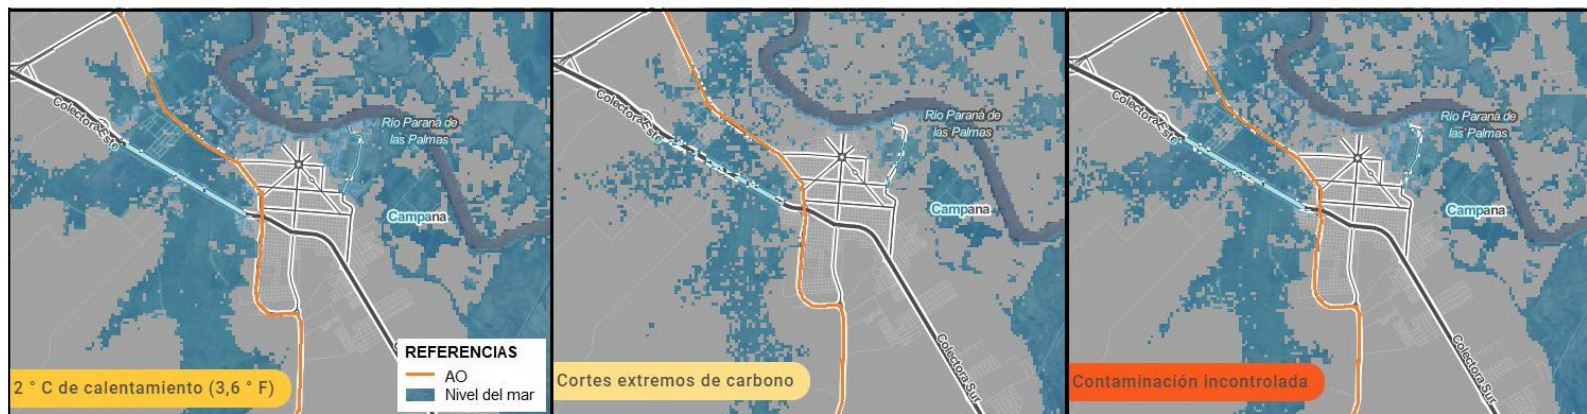 Colectora Este
Río Paraná de
las Palmas
Campana
Colectora Sur
REFERENCIAS
AO
Nivel del mar
2 ° C de calentamiento (3,6 ° F)
Colectora Este
Río Paraná de
las Palmas
Campana
Colectora Sur
Cortes extremos de carbono
Colectora Este
Río Paraná de
las Palmas
Campana
Colectora Sur
Contaminación incontrolada